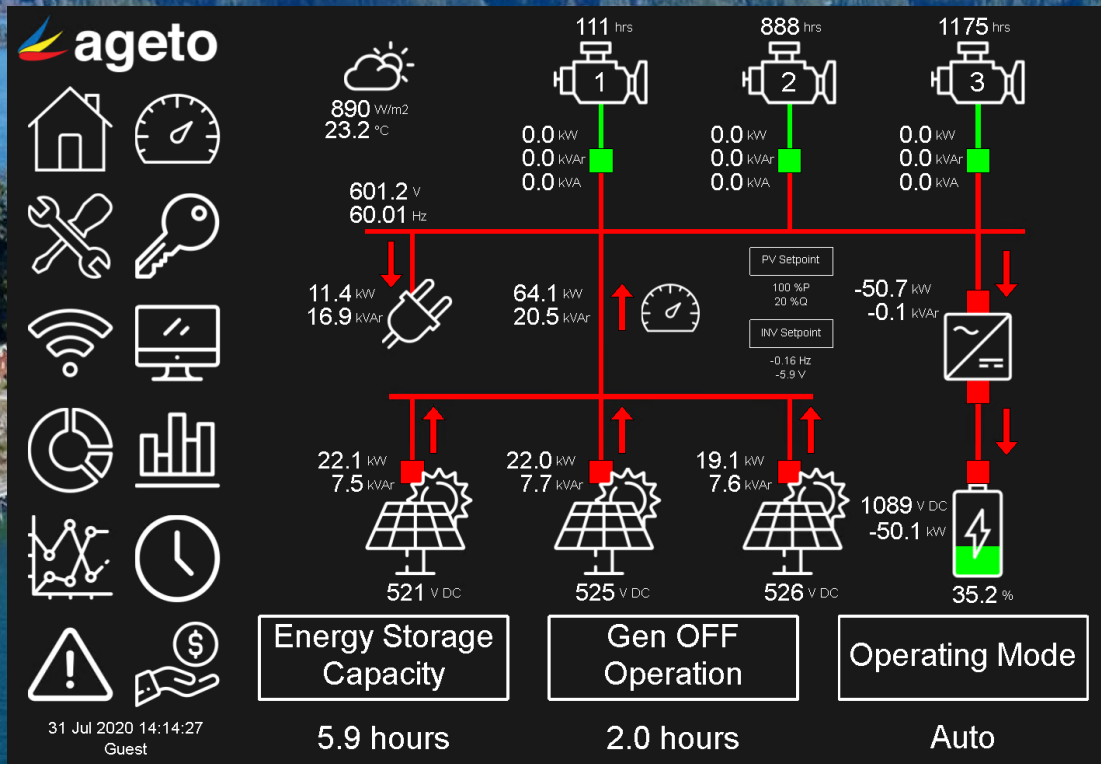 ageto
111 hrs
888 hrs
1175 hrs
1
2
3
890 W/m2
23.2 °C
0.0 kW
0.0 kVAr
0.0 kVA
0.0 kW
0.0 kVAr
0.0 kVA
0.0 kW
0.0 kVAr
0.0 kVA
601.2 V
60.01 Hz
11.4 kW
16.9 kVAr
64.1 kW
20.5 kVAr
PV Setpoint
100 %P
20 %Q
INV Setpoint
-0.16 Hz
-5.9 V
-50.7 kW
-0.1 kVAr
22.1 kW
7.5 kVAr
22.0 kW
7.7 kVAr
19.1 kW
7.6 kVAr
1089 V DC
-50.1 kW
521 V DC
525 V DC
526 V DC
35.2 %
$
Energy Storage
Capacity
Gen OFF
Operation
Operating Mode
31 Jul 2020 14:14:27
Guest
5.9 hours
2.0 hours
Auto